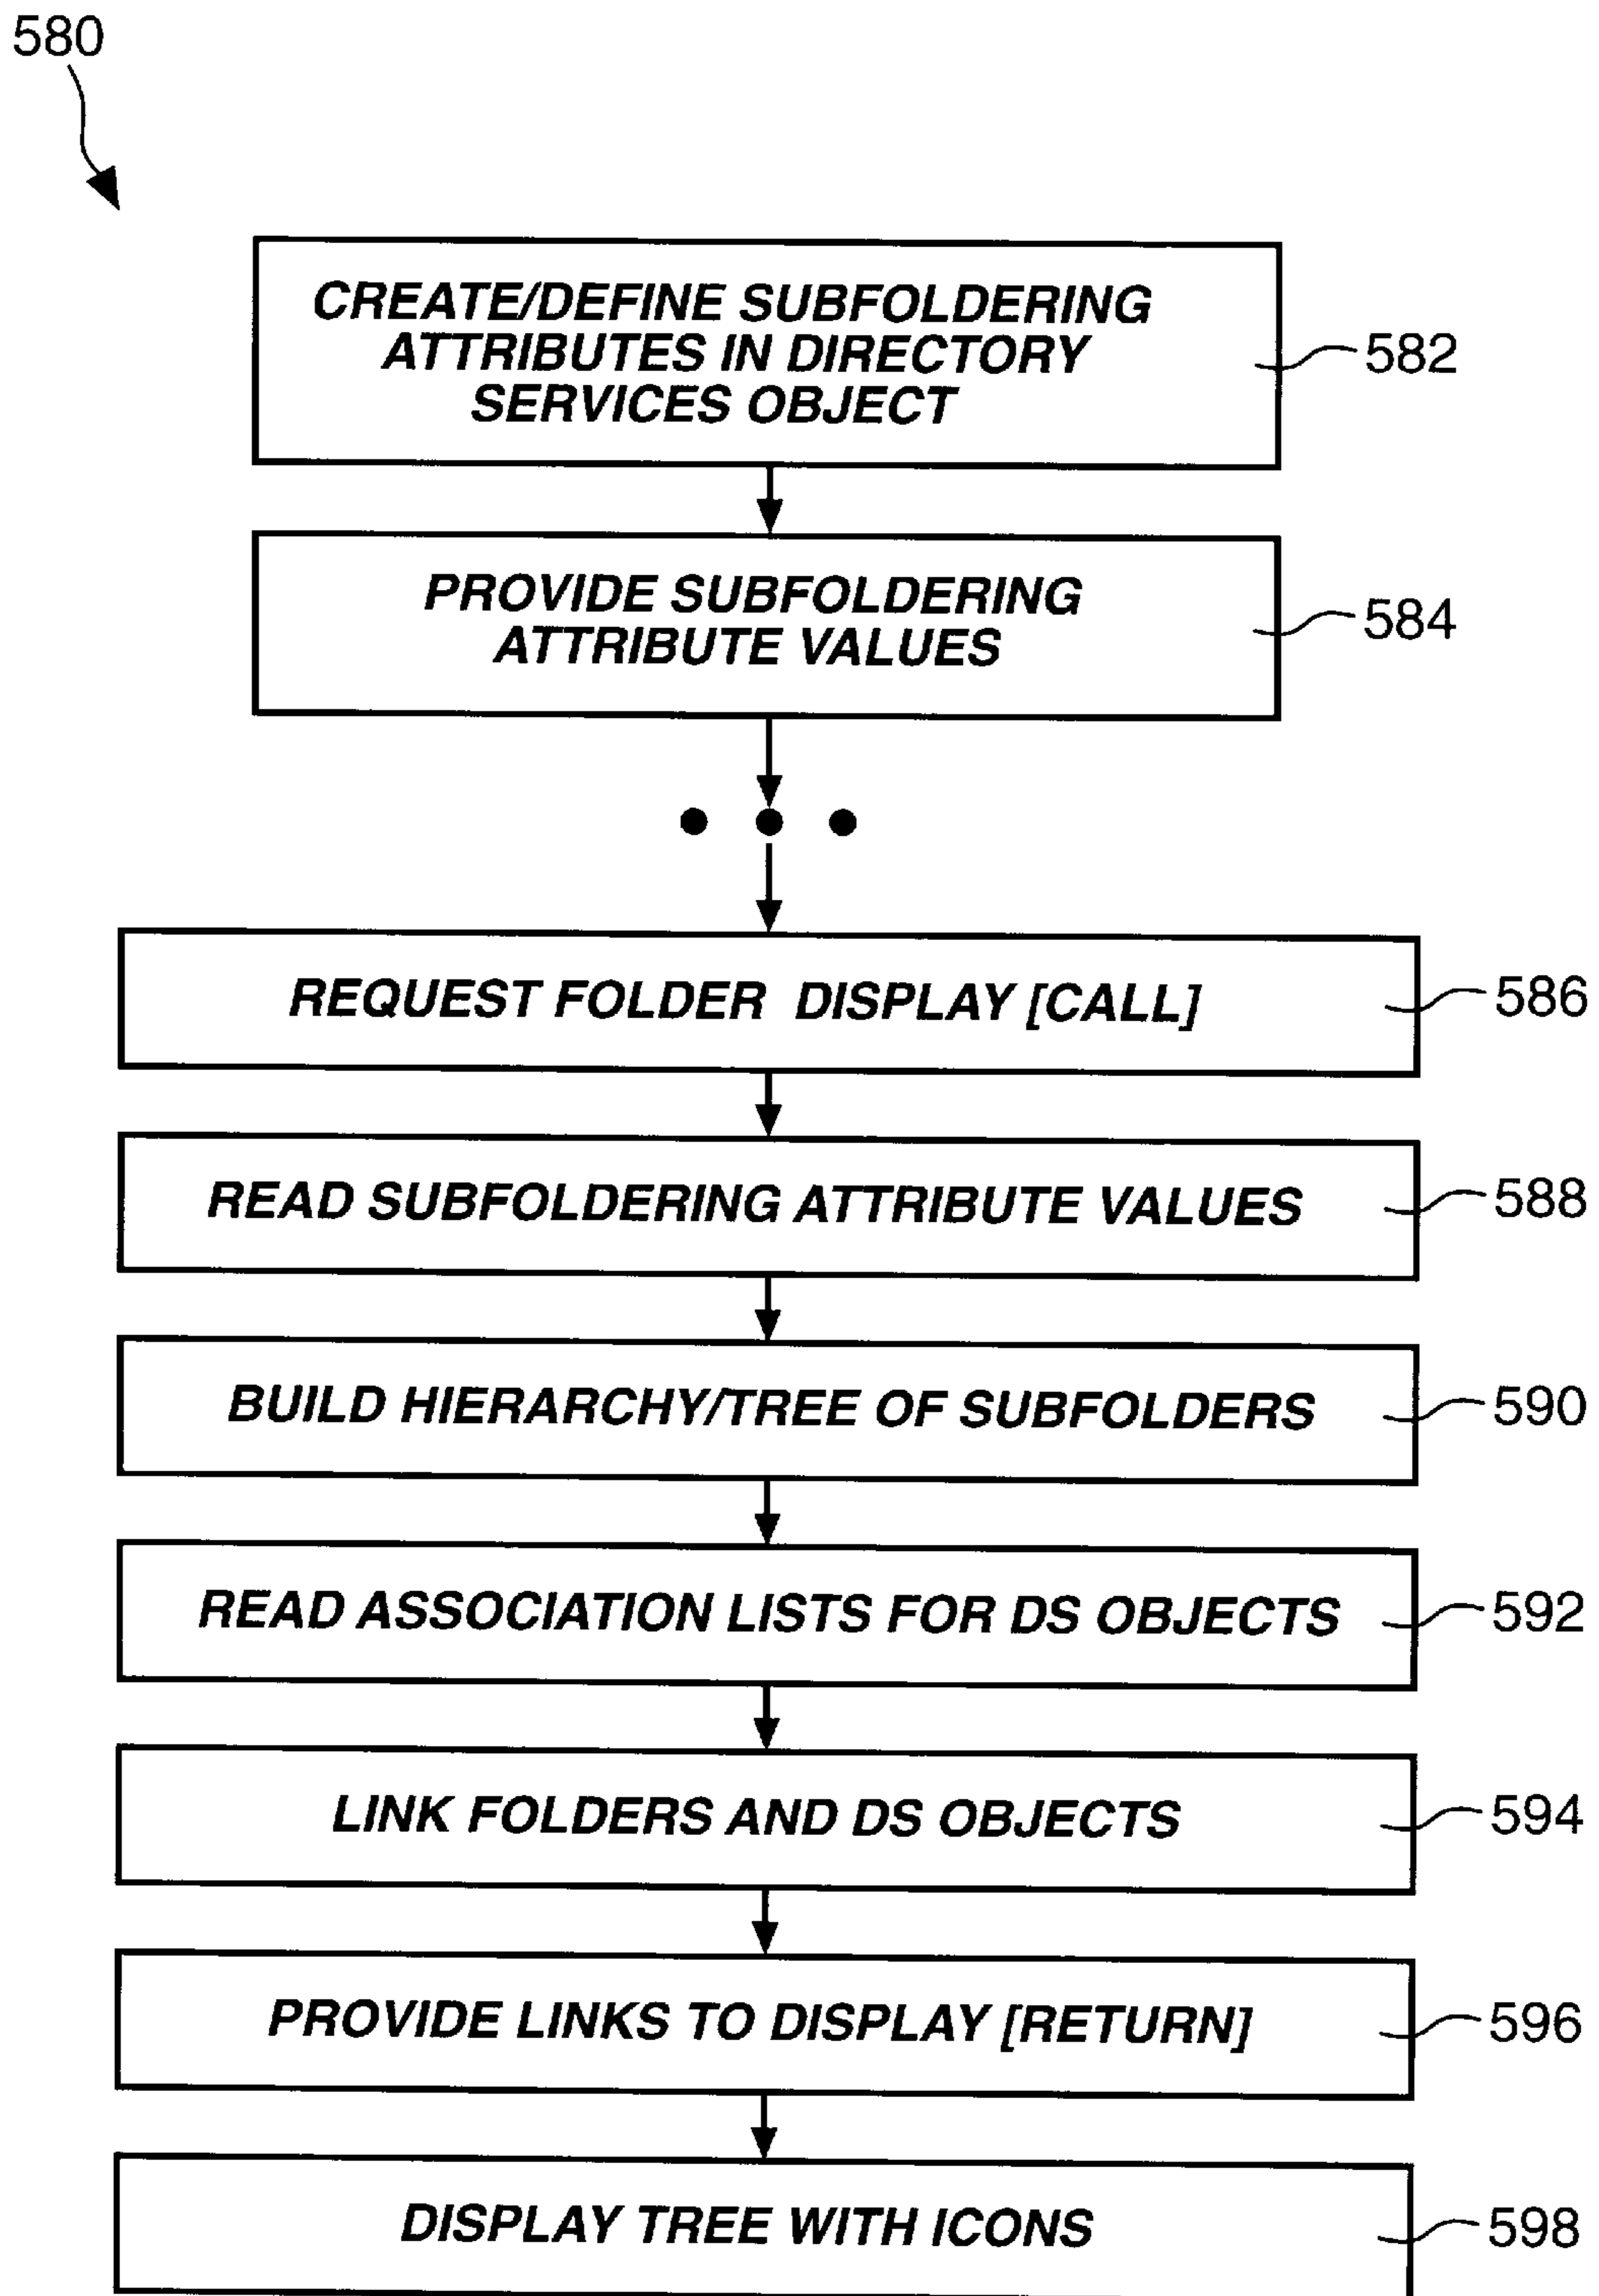 580
CREATE/DEFINE SUBFOLDERING
ATTRIBUTES IN DIRECTORY
SERVICES OBJECT
582
PROVIDE SUBFOLDERING
ATTRIBUTE VALUES
584
REQUEST FOLDER DISPLAY [CALL]
586
READ SUBFOLDERING ATTRIBUTE VALUES
588
BUILD HIERARCHY/TREE OF SUBFOLDERS
590
READ ASSOCIATION LISTS FOR DS OBJECTS
592
LINK FOLDERS AND DS OBJECTS
594
PROVIDE LINKS TO DISPLAY [RETURN]
596
DISPLAY TREE WITH ICONS
598